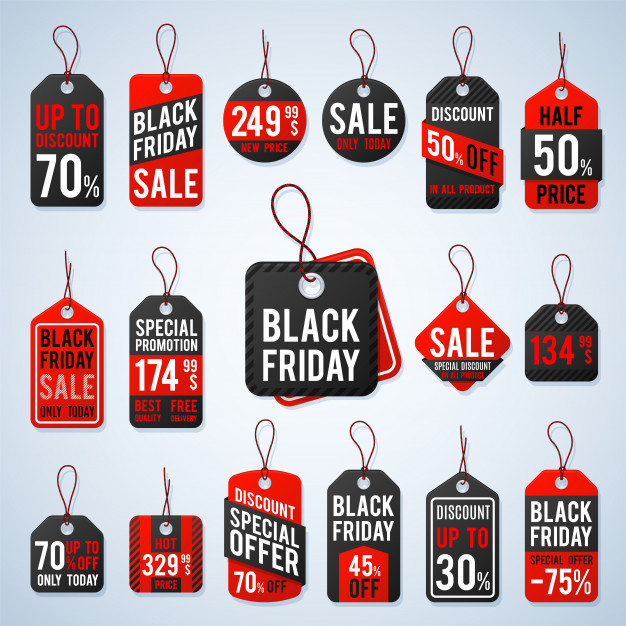 UP TO
DISCOUNT
70%
BLACK
FRIDAY
SALE
249 99 $
NEW PRICE
SALE
ONLY TODAY
DISCOUNT
50% OFF
IN ALL PRODUCT
HALF
50%
PRICE
BLACK
FRIDAY
SALE
ONLY TODAY
SPECIAL
PROMOTION
174 99 $
BEST FREE
QUALITY DELIVERY
BLACK
FRIDAY
SALE
SPECIAL DISCOUNT
IN ALL PRODUCT
134 99 $
70% UP TO
OFF
ONLY TODAY
HOT
329 99 $
PRICE
DISCOUNT
SPECIAL
OFFER
70% OFF
BLACK
FRIDAY
45%
OFF
DISCOUNT
UP TO
30%
BLACK
FRIDAY
SPECIAL OFFER
-75%